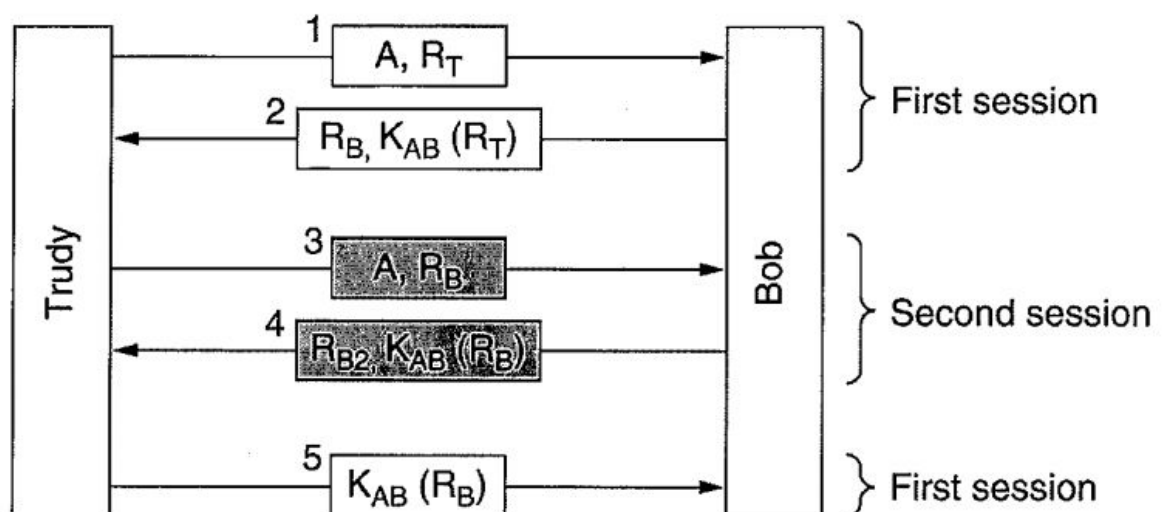 1
A, R_T
First session
2
R_B, K_AB (R_T)
Trudy
Bob
3
A, R_B
Second session
4
R_B2, K_AB (R_B)
5
K_AB (R_B)
First session